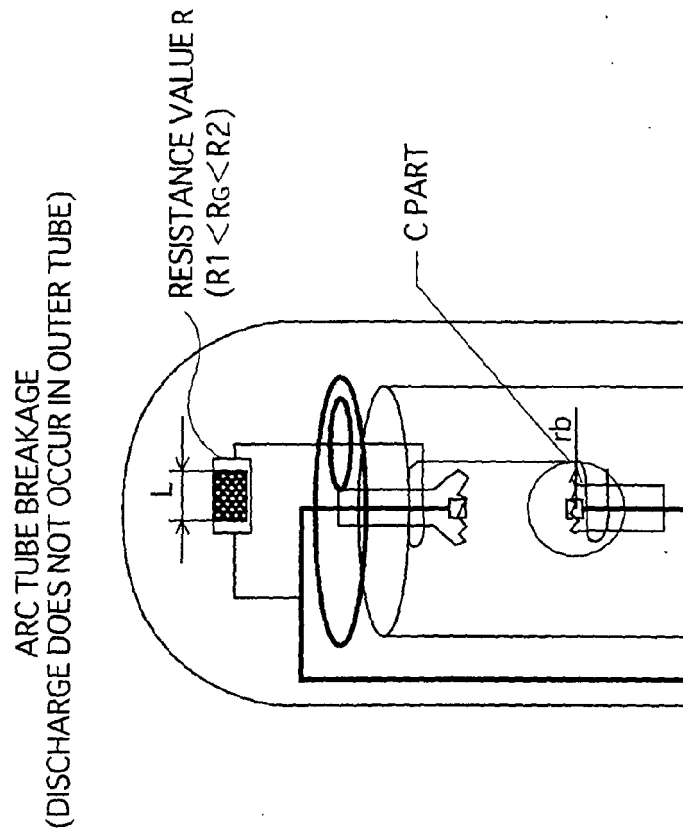 ARC TUBE BREAKAGE
(DISCHARGE DOES NOT OCCUR IN OUTER TUBE)
L
RESISTANCE VALUE R
(R1<RG<R2)
C PART
rb